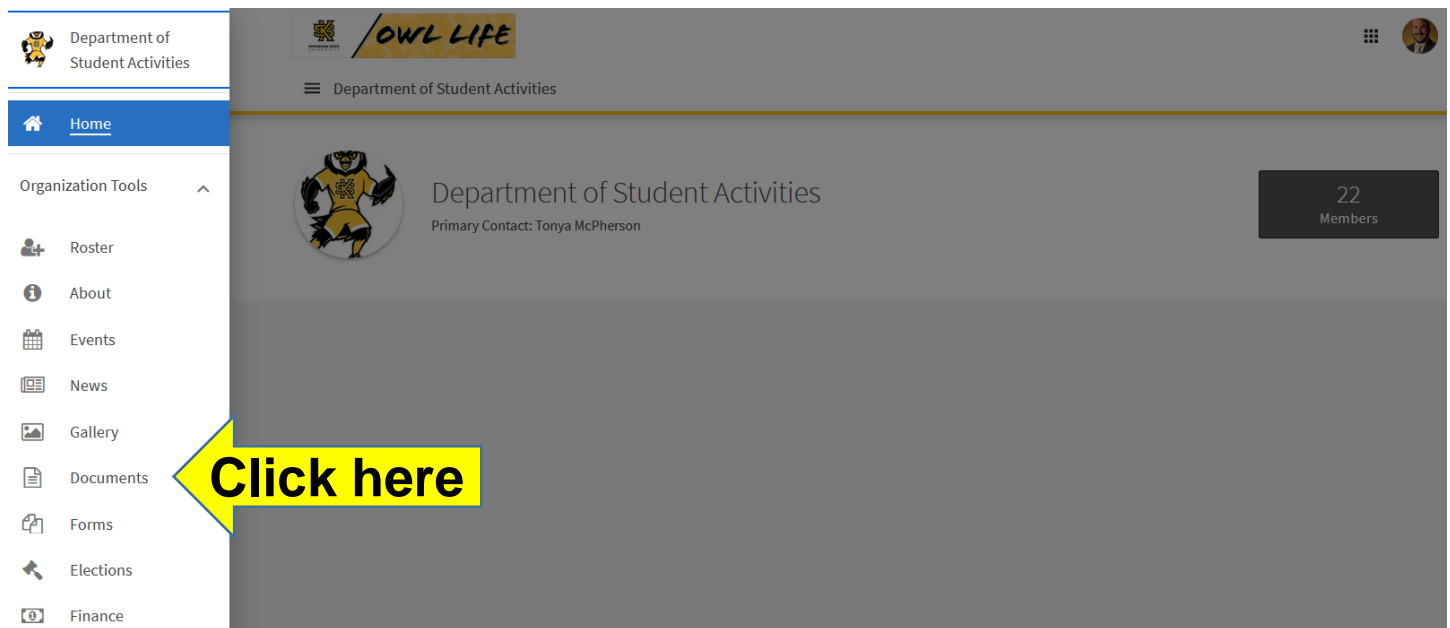 Department of
Student Activities
Home
Organization Tools
Roster
About
Events
News
Gallery
Documents
Forms
Elections
Finance
OWL LIFE
Department of Student Activities
Department of Student Activities
Primary Contact: Tonya McPherson
22
Members
Click here